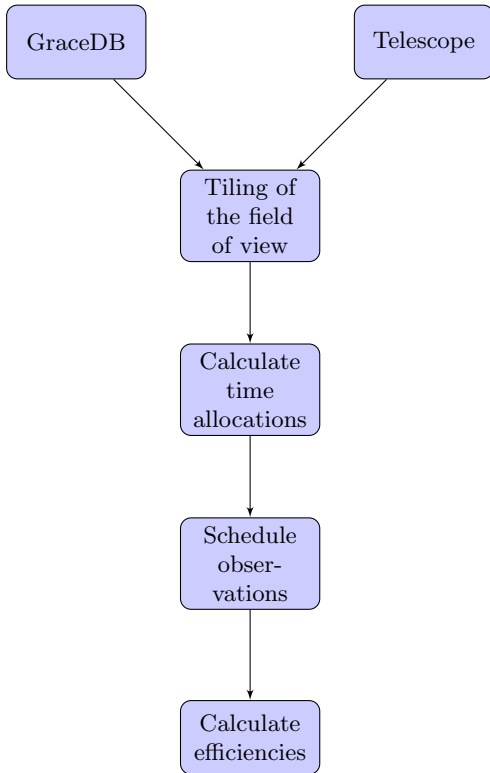 GraceDB
Telescope
Tiling of
the field
of view
Calculate
time
allocations
Schedule
obser-
vations
Calculate
efficiencies